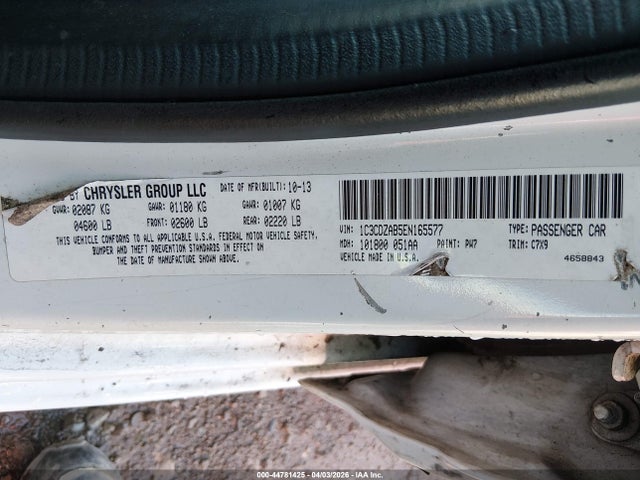 BY CHRYSLER GROUP LLC DATE OF MFR(BUILT): 10-13
GVWR: 02087 KG GAWR: 01180 KG GAWR: 01007 KG
04600 LB FRONT: 02600 LB REAR: 02220 LB
THIS VEHICLE CONFORMS TO ALL APPLICABLE U.S.A. FEDERAL MOTOR VEHICLE SAFETY,
BUMPER AND THEFT PREVENTION STANDARDS IN EFFECT ON
THE DATE OF MANUFACTURE SHOWN ABOVE.
VIN: 1C3CDZAB5EN165577 TYPE: PASSENGER CAR
MDH: 101800 051AA PAINT: PW7 TRIM: C7X9
VEHICLE MADE IN U.S.A. 4658843
000-44781425 04/03/2026 COPYRIGHT IAA, LLC.